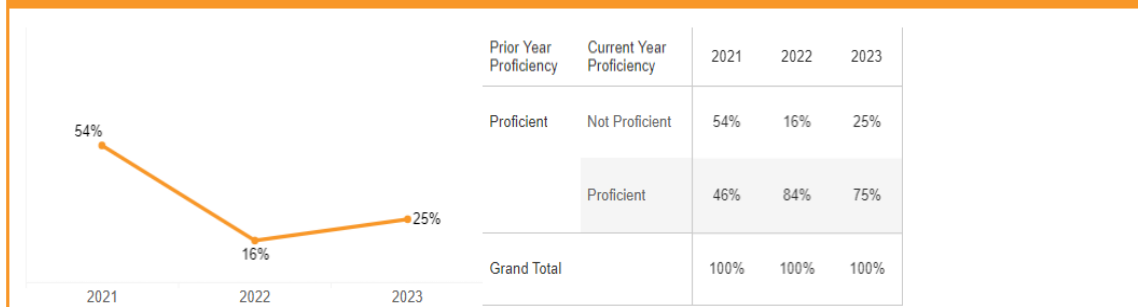 54%
16%
25%
2021 2022 2023
Prior Year Proficiency Current Year Proficiency 2021 2022 2023
Proficient Not Proficient 54% 16% 25%
Proficient 46% 84% 75%
Grand Total 100% 100% 100%